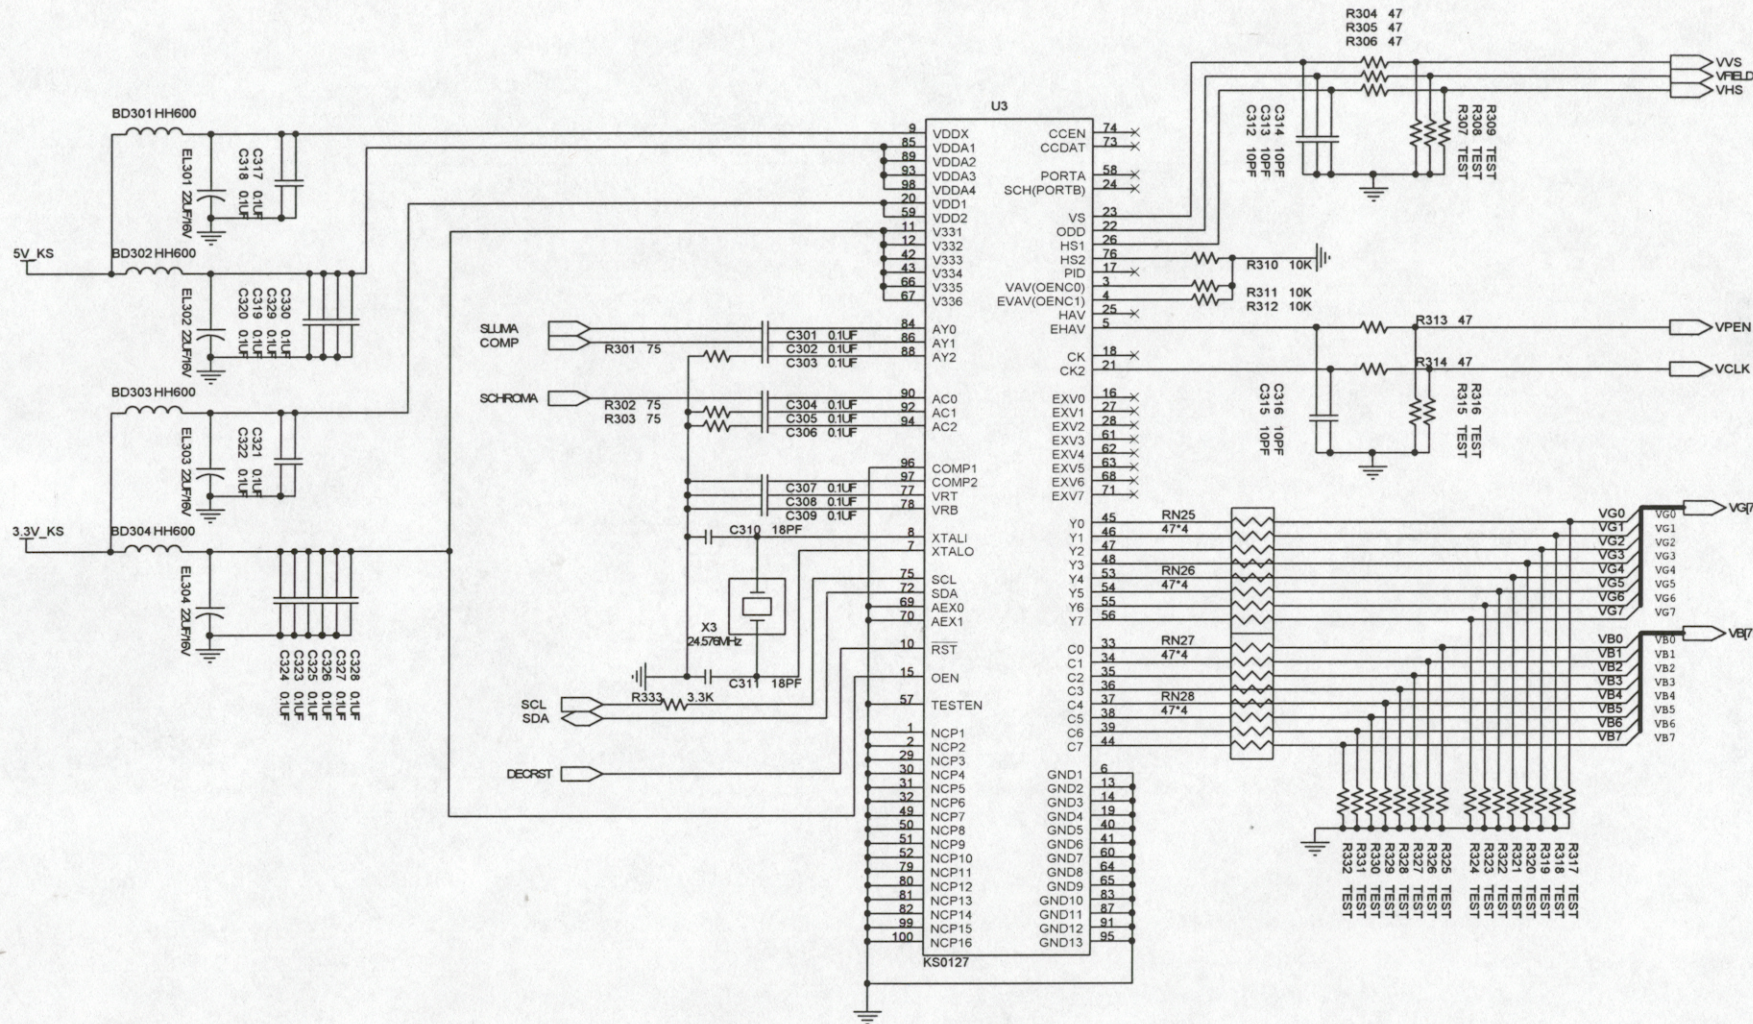 R304 47
R305 47
R306 47
VVS
VFIELD
VHS
C314 10PF
C313 10PF
C312 10PF
R309 TEST
R308 TEST
R307 TEST
BD301 HH600
EL301 22UF/16V
C317 0.1UF
C318 0.1UF
5V_KS
BD302 HH600
EL302 22UF/16V
C330 0.1UF
C329 0.1UF
C319 0.1UF
C320 0.1UF
BD303 HH600
EL303 22UF/16V
C321 0.1UF
C322 0.1UF
3.3V_KS
BD304 HH600
EL304 22UF/16V
C328 0.1UF
C327 0.1UF
C326 0.1UF
C325 0.1UF
C323 0.1UF
C324 0.1UF
SLUMA
COMP
R301 75
C301 0.1UF
C302 0.1UF
C303 0.1UF
SCHROMA
R302 75
R303 75
C304 0.1UF
C305 0.1UF
C306 0.1UF
C307 0.1UF
C308 0.1UF
C309 0.1UF
C310 18PF
X3
24.576MHz
C311 18PF
R333 3.3K
SCL
SDA
DECRST
U3
9 VDDX
85 VDDA1
89 VDDA2
93 VDDA3
98 VDDA4
20 VDD1
59 VDD2
11 V331
12 V332
42 V333
43 V334
66 V335
67 V336
84 AY0
86 AY1
88 AY2
90 AC0
92 AC1
94 AC2
96 COMP1
97 COMP2
77 VRT
78 VRB
8 XTALI
7 XTALO
75 SCL
72 SDA
69 AEX0
70 AEX1
10 RST
15 OEN
57 TESTEN
1 NCP1
2 NCP2
29 NCP3
30 NCP4
31 NCP5
32 NCP6
49 NCP7
50 NCP8
51 NCP9
52 NCP10
79 NCP11
80 NCP12
81 NCP13
82 NCP14
99 NCP15
100 NCP16
KS0127
CCEN 74
CCDAT 73
PORTA 58
SCH(PORTB) 24
VS 23
ODD 22
HS1 26
HS2 76
PID 17
VAV(OENC0) 3
EVAV(OENC1) 4
HAV 25
EHAV 5
CK 18
CK2 21
EXV0 16
EXV1 27
EXV2 28
EXV3 61
EXV4 62
EXV5 63
EXV6 68
EXV7 71
Y0 45
Y1 46
Y2 47
Y3 48
Y4 53
Y5 54
Y6 55
Y7 56
C0 33
C1 34
C2 35
C3 36
C4 37
C5 38
C6 39
C7 44
GND1 6
GND2 13
GND3 14
GND4 19
GND5 40
GND6 41
GND7 60
GND8 64
GND9 65
GND10 83
GND11 87
GND12 91
GND13 95
R310 10K
R311 10K
R312 10K
R313 47
VPEN
R314 47
VCLK
C316 10PF
C315 10PF
R316 TEST
R315 TEST
RN25
47*4
RN26
47*4
RN27
47*4
RN28
47*4
VG0 VG0
VG1 VG1
VG2 VG2
VG3 VG3
VG4 VG4
VG5 VG5
VG6 VG6
VG7 VG7
VG[7
VB0 VB0
VB1 VB1
VB2 VB2
VB3 VB3
VB4 VB4
VB5 VB5
VB6 VB6
VB7 VB7
VB[7
R317 TEST
R318 TEST
R319 TEST
R320 TEST
R321 TEST
R322 TEST
R323 TEST
R324 TEST
R325 TEST
R326 TEST
R327 TEST
R328 TEST
R329 TEST
R330 TEST
R331 TEST
R332 TEST